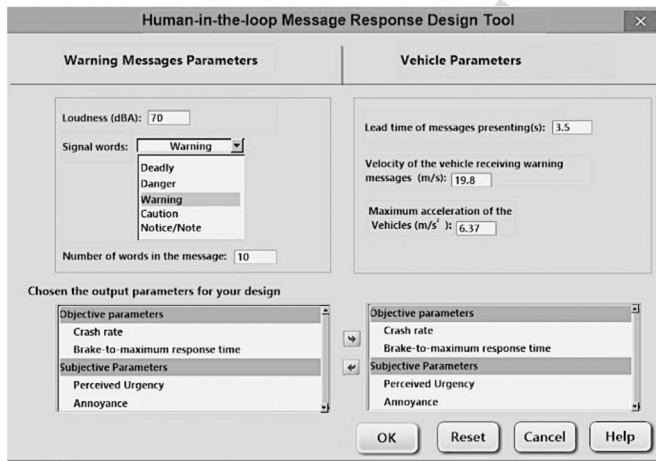 Human-in-the-loop Message Response Design Tool
Warning Messages Parameters
Vehicle Parameters
Loudness (dBA): 70
Signal words: Warning
Deadly
Danger
Warning
Caution
Notice/Note
Number of words in the message: 10
Lead time of messages presenting(s): 3.5
Velocity of the vehicle receiving warning
messages (m/s): 19.8
Maximum acceleration of the
Vehicles (m/s² ): 6.37
Chosen the output parameters for your design
Objective parameters
Crash rate
Brake-to-maximum response time
Subjective Parameters
Perceived Urgency
Annoyance
Objective parameters
Crash rate
Brake-to-maximum response time
Subjective Parameters
Perceived Urgency
Annoyance
OK
Reset
Cancel
Help